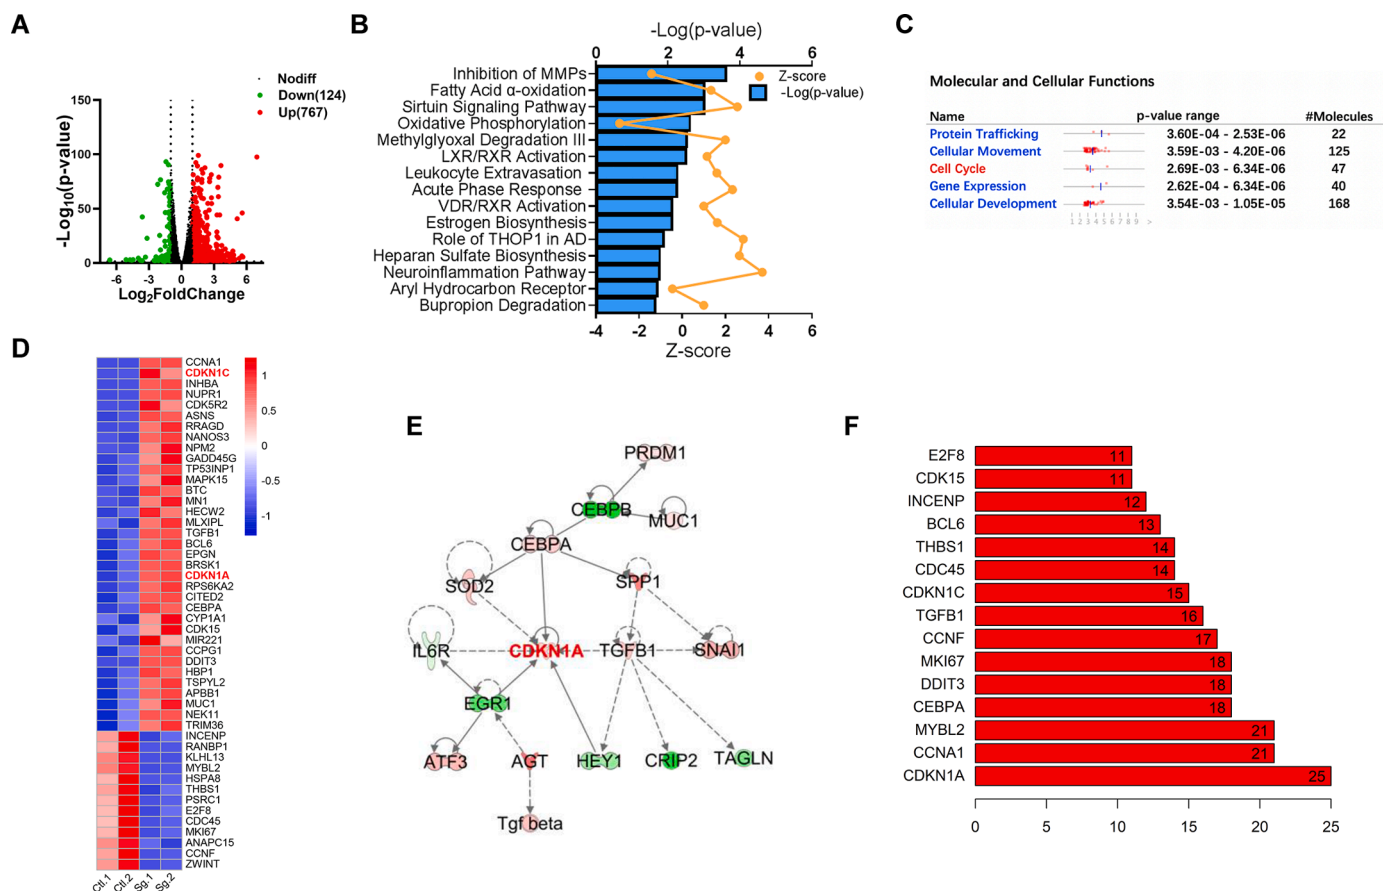 A
Nodiff
Down(124)
Up(767)
150
100
50
0
-Log10(p-value)
-6
-3
0
3
6
Log2FoldChange
B
-Log(p-value)
0
2
4
6
Inhibition of MMPs
Fatty Acid α-oxidation
Sirtuin Signaling Pathway
Oxidative Phosphorylation
Methylglyoxal Degradation III
LXR/RXR Activation
Leukocyte Extravasation
Acute Phase Response
VDR/RXR Activation
Estrogen Biosynthesis
Role of THOP1 in AD
Heparan Sulfate Biosynthesis
Neuroinflammation Pathway
Aryl Hydrocarbon Receptor
Bupropion Degradation
Z-score
-Log(p-value)
-4
-2
0
2
4
6
Z-score
C
Molecular and Cellular Functions
Name p-value range #Molecules
Protein Trafficking 3.60E-04 - 2.53E-06 22
Cellular Movement 3.59E-03 - 4.20E-06 125
Cell Cycle 2.69E-03 - 6.34E-06 47
Gene Expression 2.62E-04 - 6.34E-06 40
Cellular Development 3.54E-03 - 1.05E-05 168
1 2 3 4 5 6 7 8 9 >
D
CCNA1
CDKN1C
INHBA
NUPR1
CDK5R2
ASNS
RRAGD
NANOS3
NPM2
GADD45G
TP53INP1
MAPK15
BTC
MN1
HECW2
MLXIPL
TGFB1
BCL6
EPGN
BRSK1
CDKN1A
RPS6KA2
CITED2
CEBPA
CYP1A1
CDK15
MIR221
CCPG1
DDIT3
HBP1
TSPYL2
APBB1
MUC1
NEK11
TRIM36
INCENP
RANBP1
KLHL13
MYBL2
HSPA8
THBS1
PSRC1
E2F8
CDC45
MKI67
ANAPC15
CCNF
ZWINT
Ctl.1
Ctl.2
Sg.1
Sg.2
1
0.5
0
-0.5
-1
E
PRDM1
CEBPB
MUC1
CEBPA
SOD2
SPP1
IL6R
CDKN1A
TGFB1
SNAI1
EGR1
ATF3
AGT
HEY1
CRIP2
TAGLN
Tgf beta
F
E2F8 11
CDK15 11
INCENP 12
BCL6 13
THBS1 14
CDC45 14
CDKN1C 15
TGFB1 16
CCNF 17
MKI67 18
DDIT3 18
CEBPA 18
MYBL2 21
CCNA1 21
CDKN1A 25
0
5
10
15
20
25